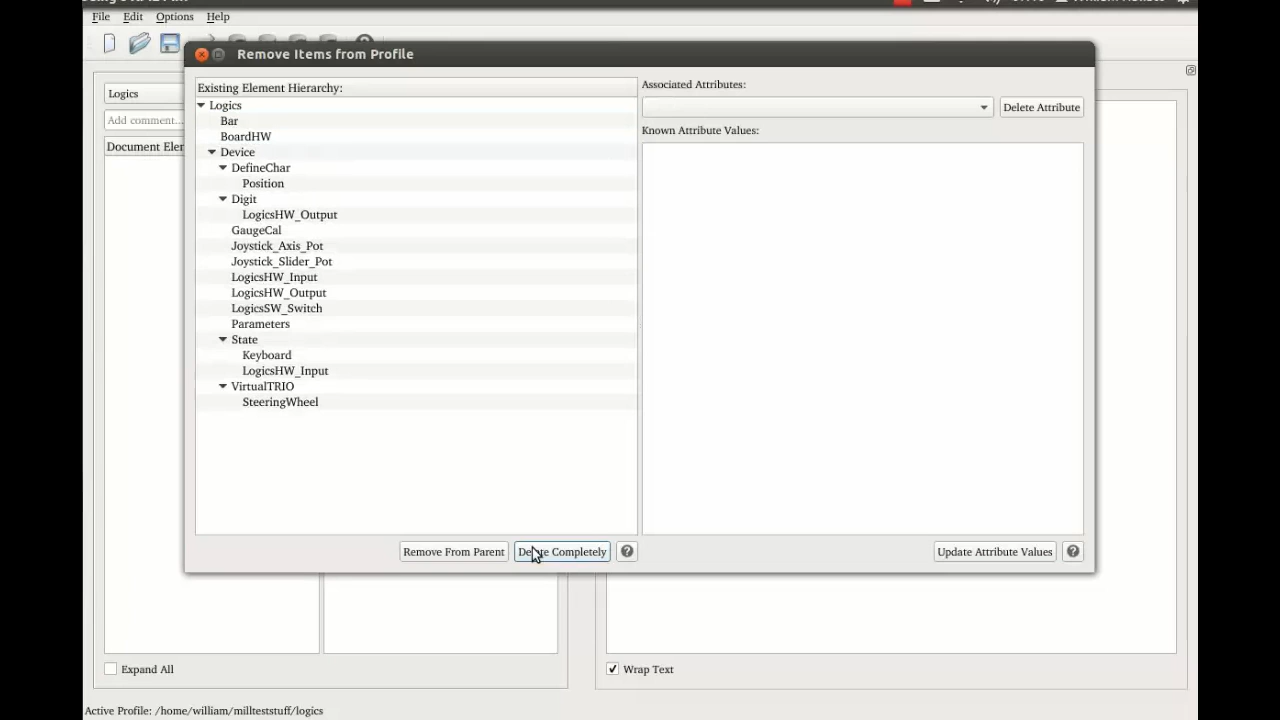 File Edit Options Help
Remove Items from Profile
Logics
Add comment...
Document Eler
Existing Element Hierarchy:
Logics
Bar
BoardHW
Device
DefineChar
Position
Digit
LogicsHW_Output
GaugeCal
Joystick_Axis_Pot
Joystick_Slider_Pot
LogicsHW_Input
LogicsHW_Output
LogicsSW_Switch
Parameters
State
Keyboard
LogicsHW_Input
VirtualTRIO
SteeringWheel
Associated Attributes:
Delete Attribute
Known Attribute Values:
Remove From Parent
Delete Completely
Update Attribute Values
Expand All
Wrap Text
Active Profile: /home/william/millteststuff/logics